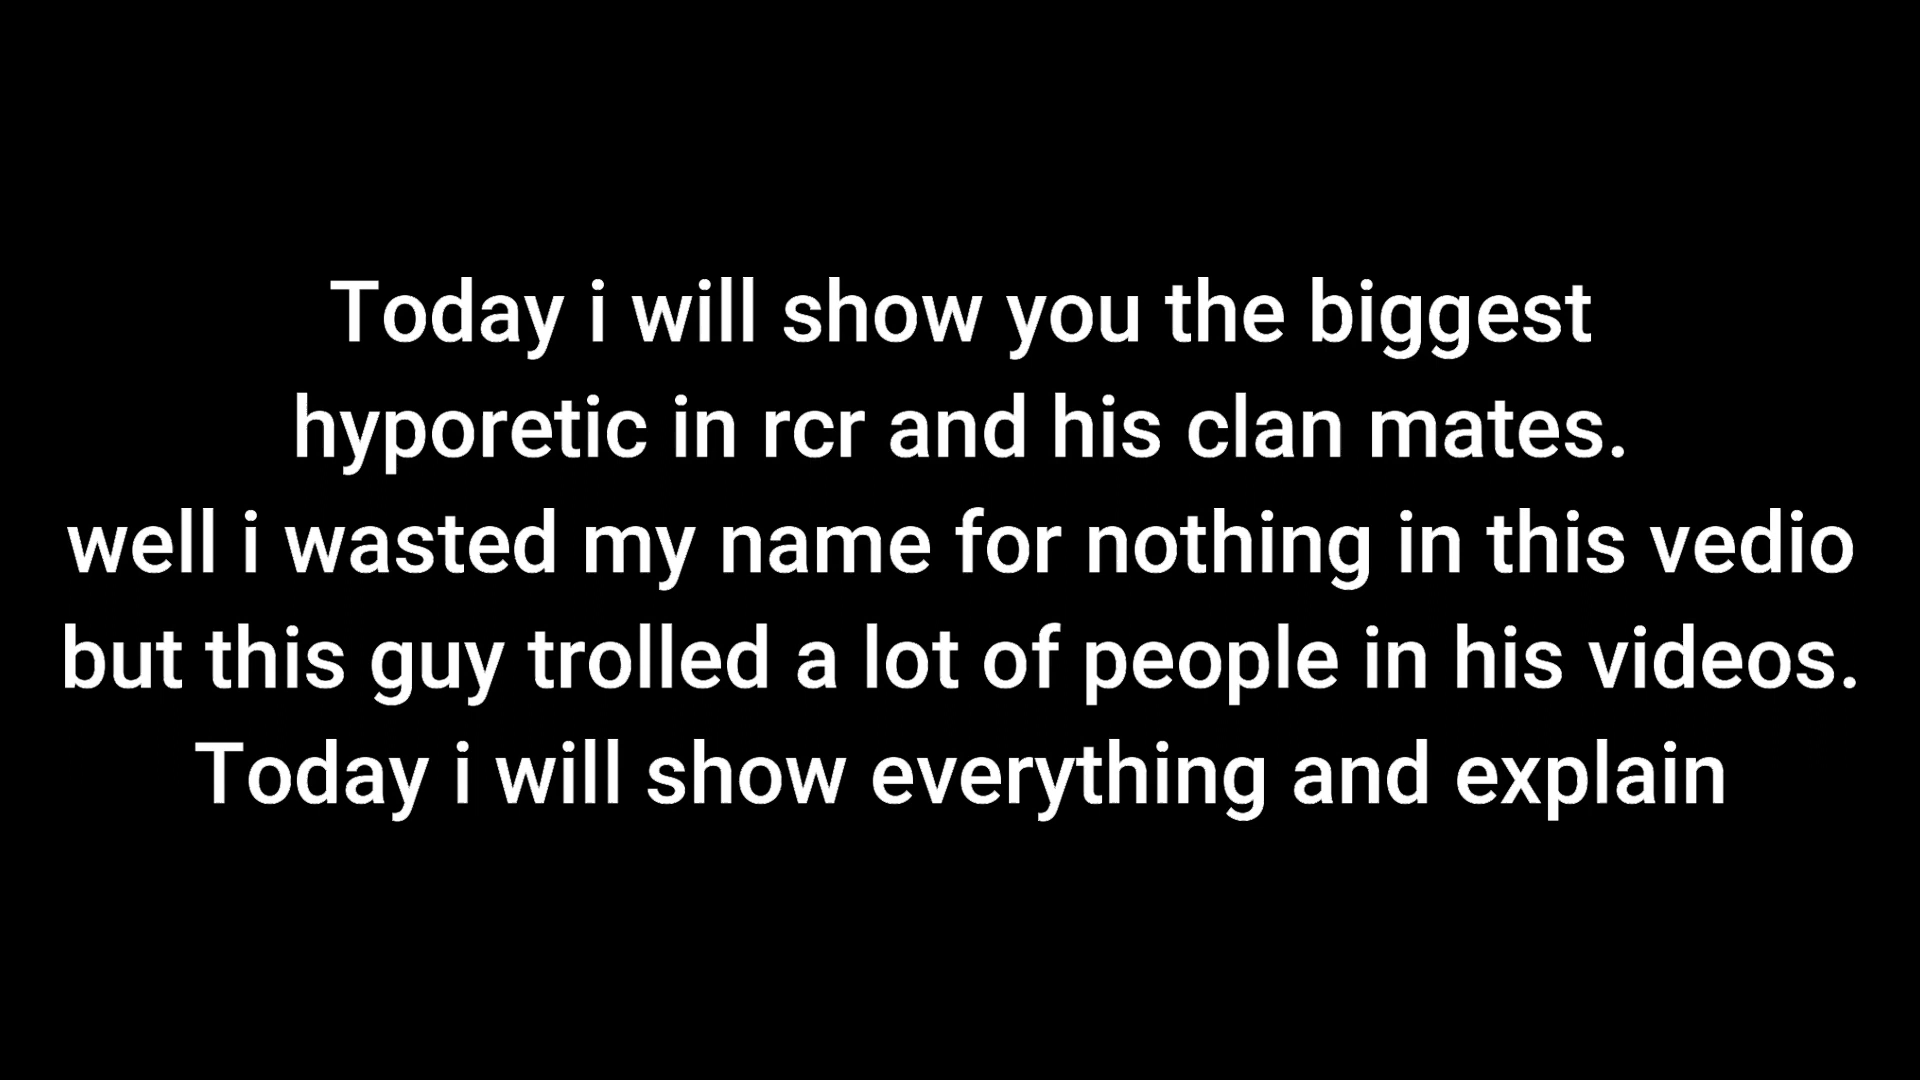 Today i will show you the biggest
hyporetic in rcr and his clan mates.
well i wasted my name for nothing in this vedio
but this guy trolled a lot of people in his videos.
Today i will show everything and explain